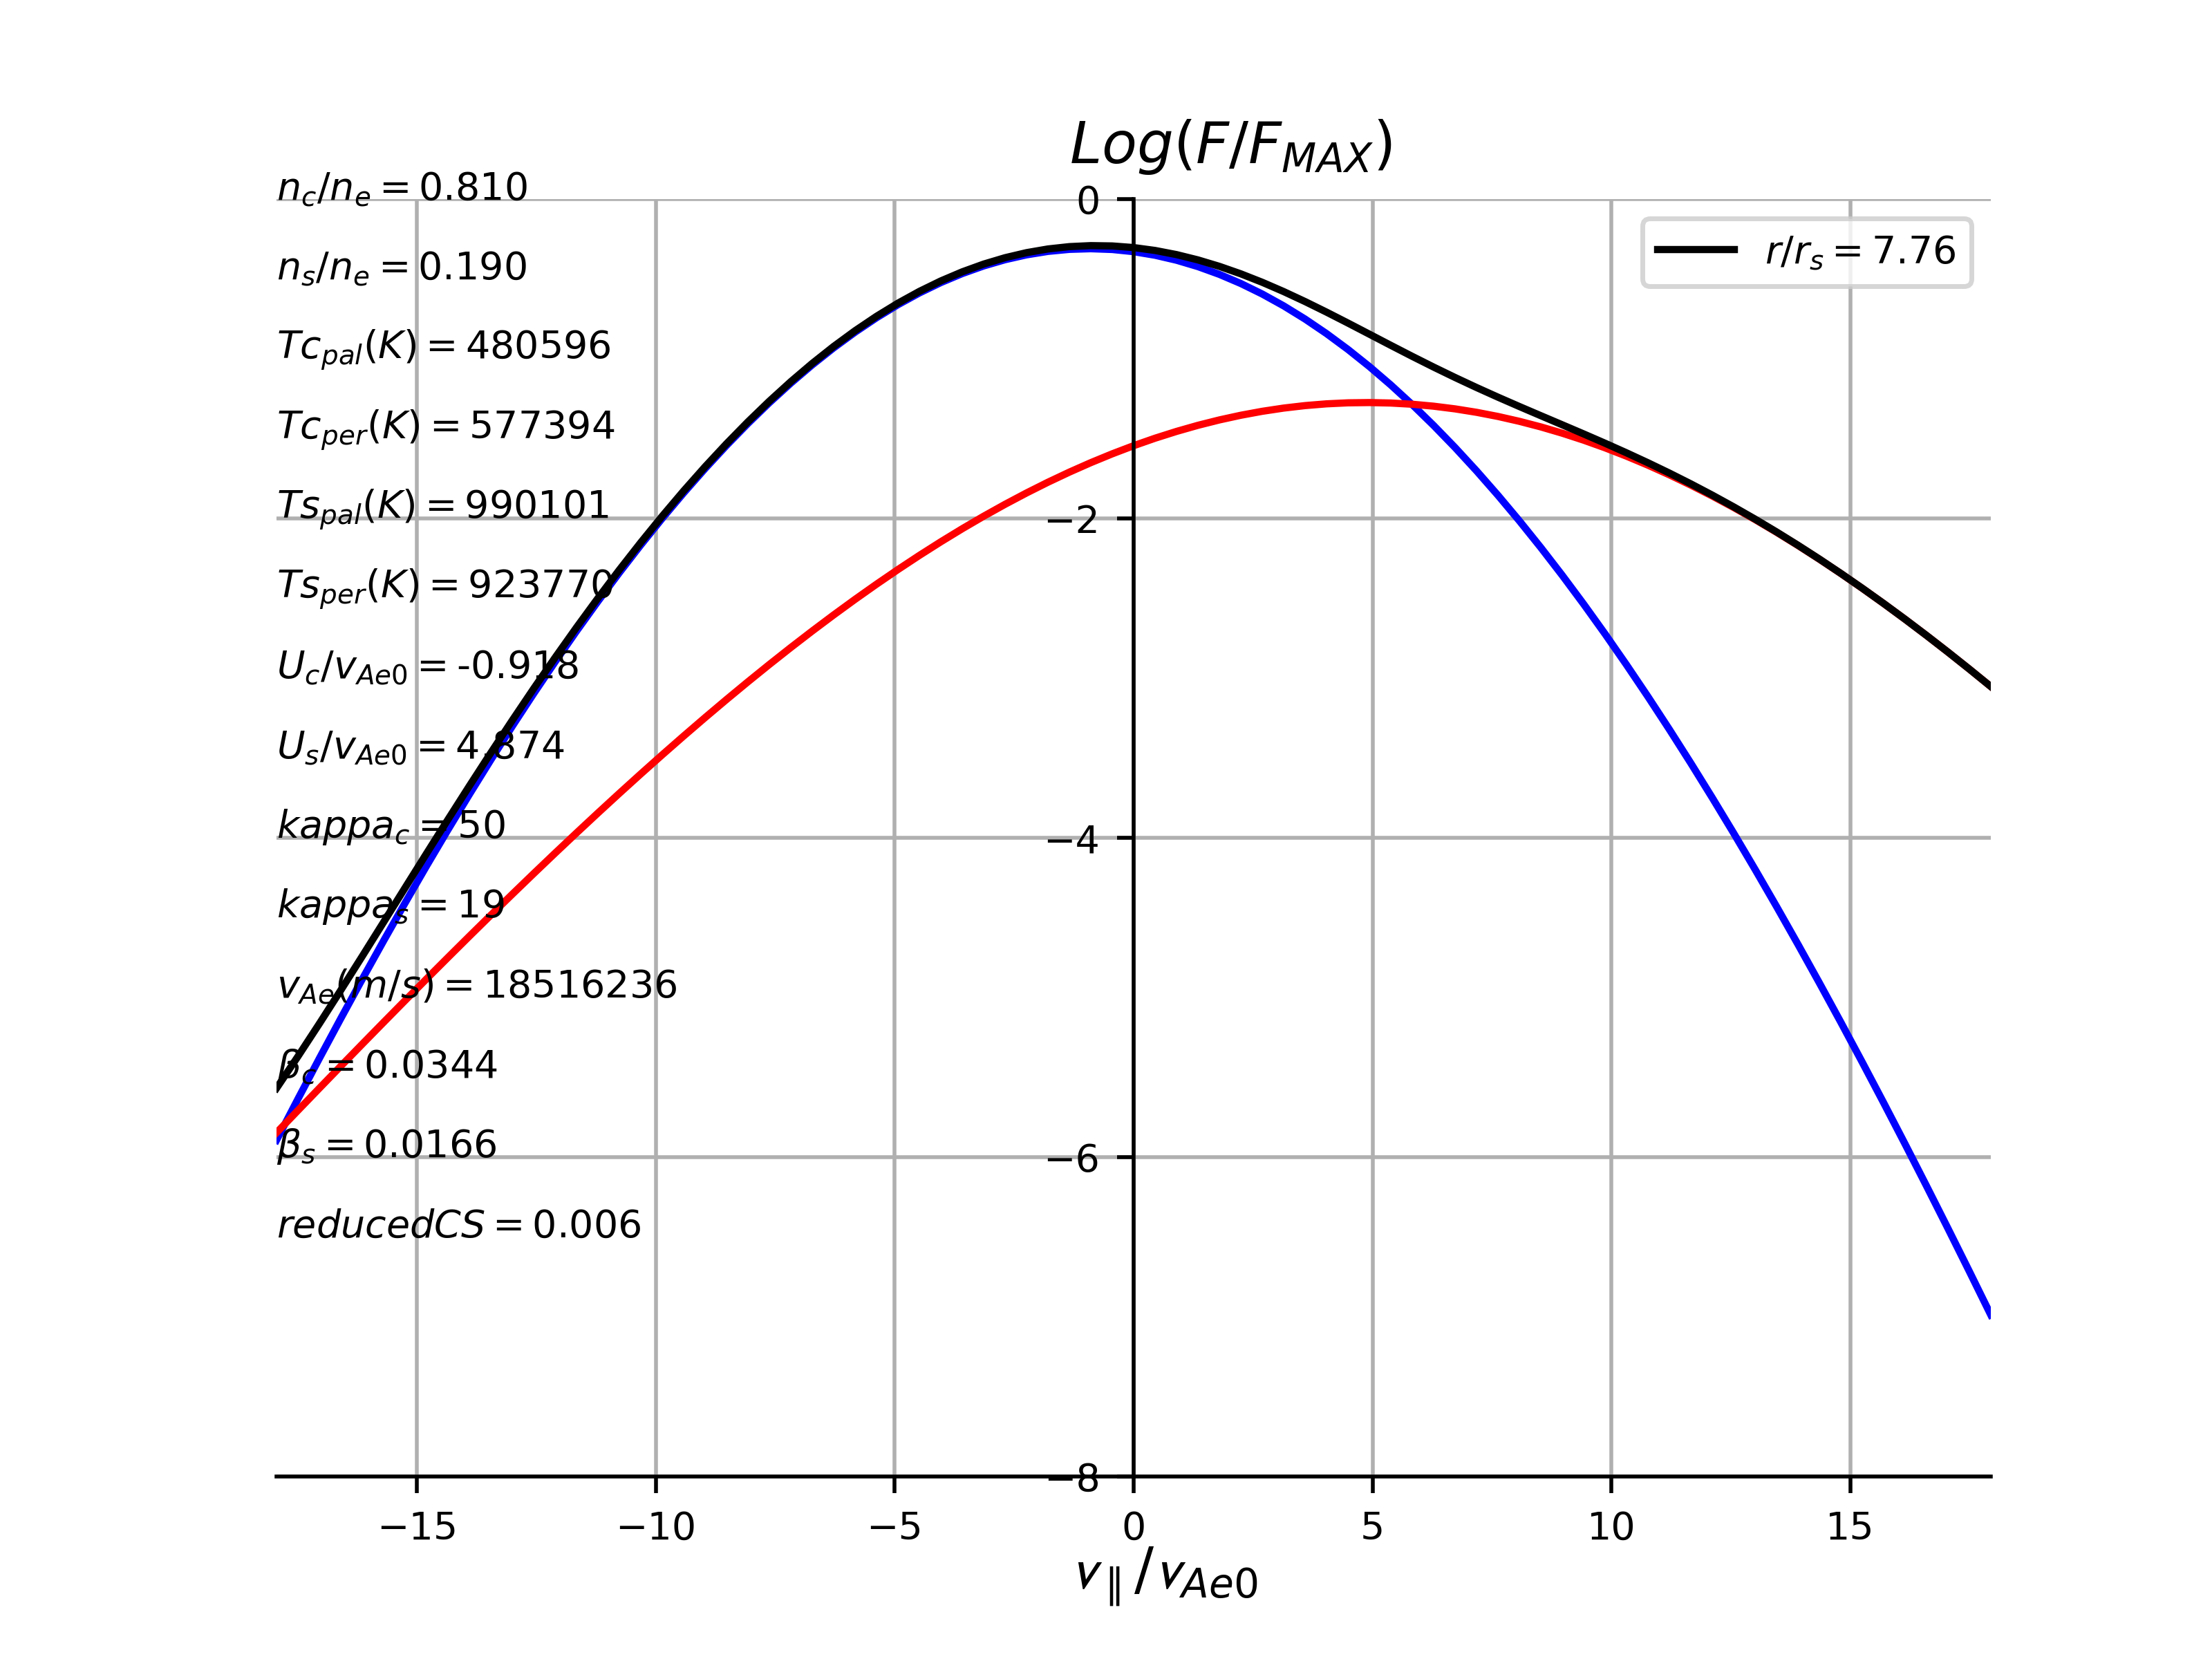 Log(F/F_MAX)
n_c/n_e = 0.810
n_s/n_e = 0.190
Tc_pal(K) = 480596
Tc_per(K) = 577394
Ts_pal(K) = 990101
Ts_per(K) = 923770
U_c/v_Ae0 = -0.918
U_s/v_Ae0 = 4.874
kappa_c = 50
kappa_s = 19
v_Ae(m/s) = 18516236
β_c = 0.0344
β_s = 0.0166
reducedCS = 0.006
r/r_s = 7.76
0
−2
−4
−6
−8
−15 −10 −5 0 5 10 15
v_∥/v_Ae0